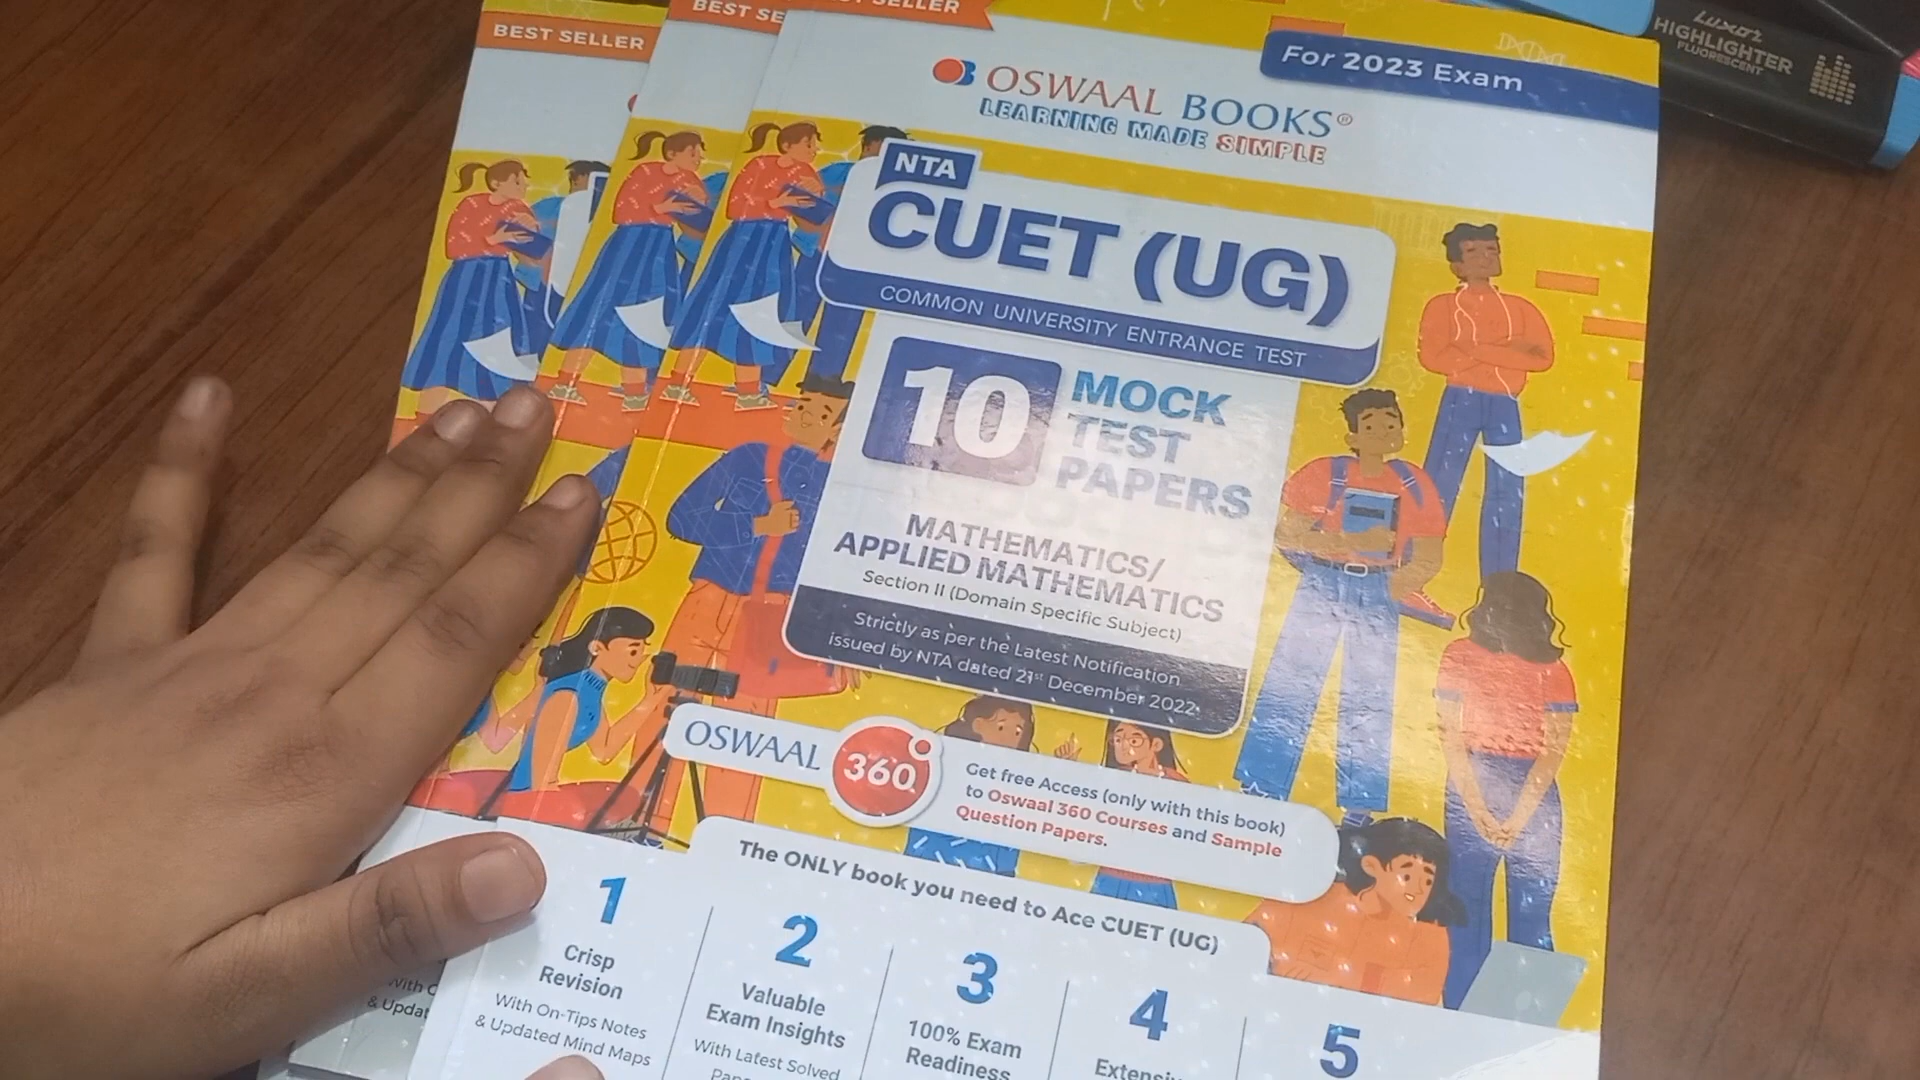 BEST SELLER
BEST SE
SELLER
For 2023 Exam
OSWAAL BOOKS®
LEARNING MADE SIMPLE
Luxor
HIGHLIGHTER
FLUORESCENT
NTA
CUET (UG)
COMMON UNIVERSITY ENTRANCE TEST
10
MOCK
TEST
PAPERS
MATHEMATICS/
APPLIED MATHEMATICS
Section II (Domain Specific Subject)
Strictly as per the Latest Notification
issued by NTA dated 21st December 2022
OSWAAL 360
Get free Access (only with this book)
to Oswaal 360 Courses and Sample
Question Papers.
The ONLY book you need to Ace CUET (UG)
1
Crisp
Revision
With On-Tips Notes
& Updated Mind Maps
2
Valuable
Exam Insights
With Latest Solved
3
100% Exam
Readiness
4
5
With
&